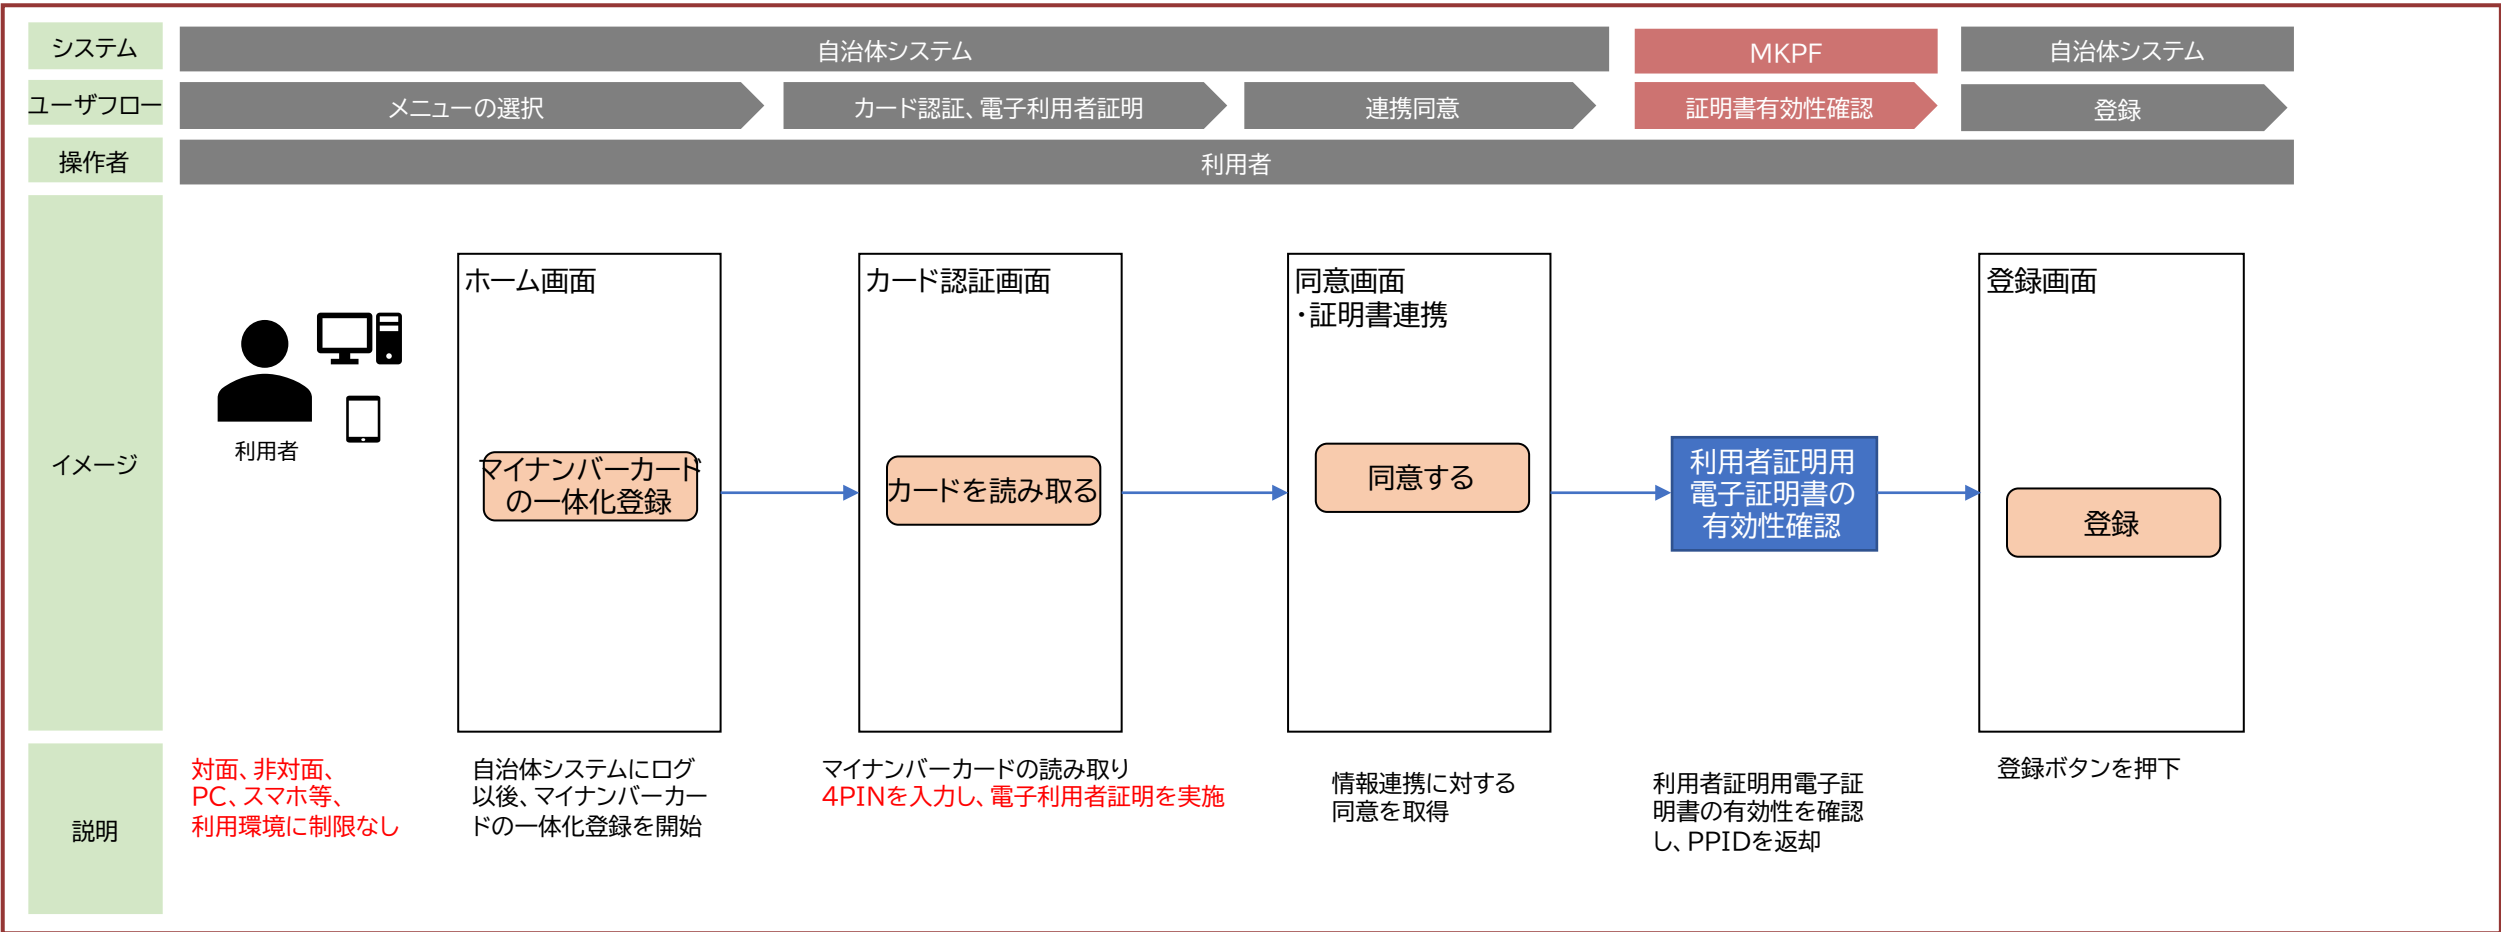 システム
自治体システム
MKPF
自治体システム
ユーザフロー
メニューの選択
カード認証、電子利用者証明
連携同意
証明書有効性確認
登録
操作者
利用者
イメージ
利用者
ホーム画面
マイナンバーカード
の一体化登録
カード認証画面
カードを読み取る
同意画面
・証明書連携
同意する
利用者証明用
電子証明書の
有効性確認
登録画面
登録
説明
対面、非対面、
PC、スマホ等、
利用環境に制限なし
自治体システムにログ
以後、マイナンバーカー
ドの一体化登録を開始
マイナンバーカードの読み取り
4PINを入力し、電子利用者証明を実施
情報連携に対する
同意を取得
利用者証明用電子証
明書の有効性を確認
し、PPIDを返却
登録ボタンを押下